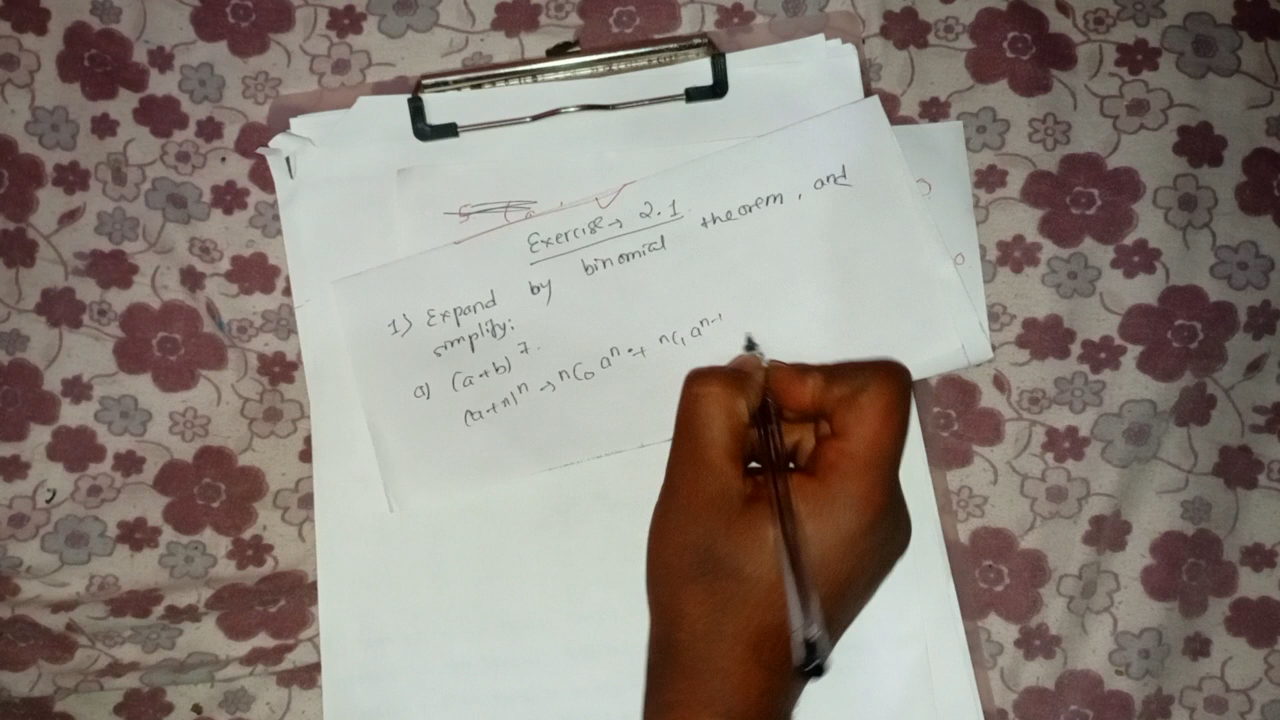 Exercise → 2.1
1) Expand by binomial theorem, and
simplify:
a) (a+b)⁷.
(a+x)ⁿ → ⁿC₀ aⁿ + ⁿC₁ aⁿ⁻¹